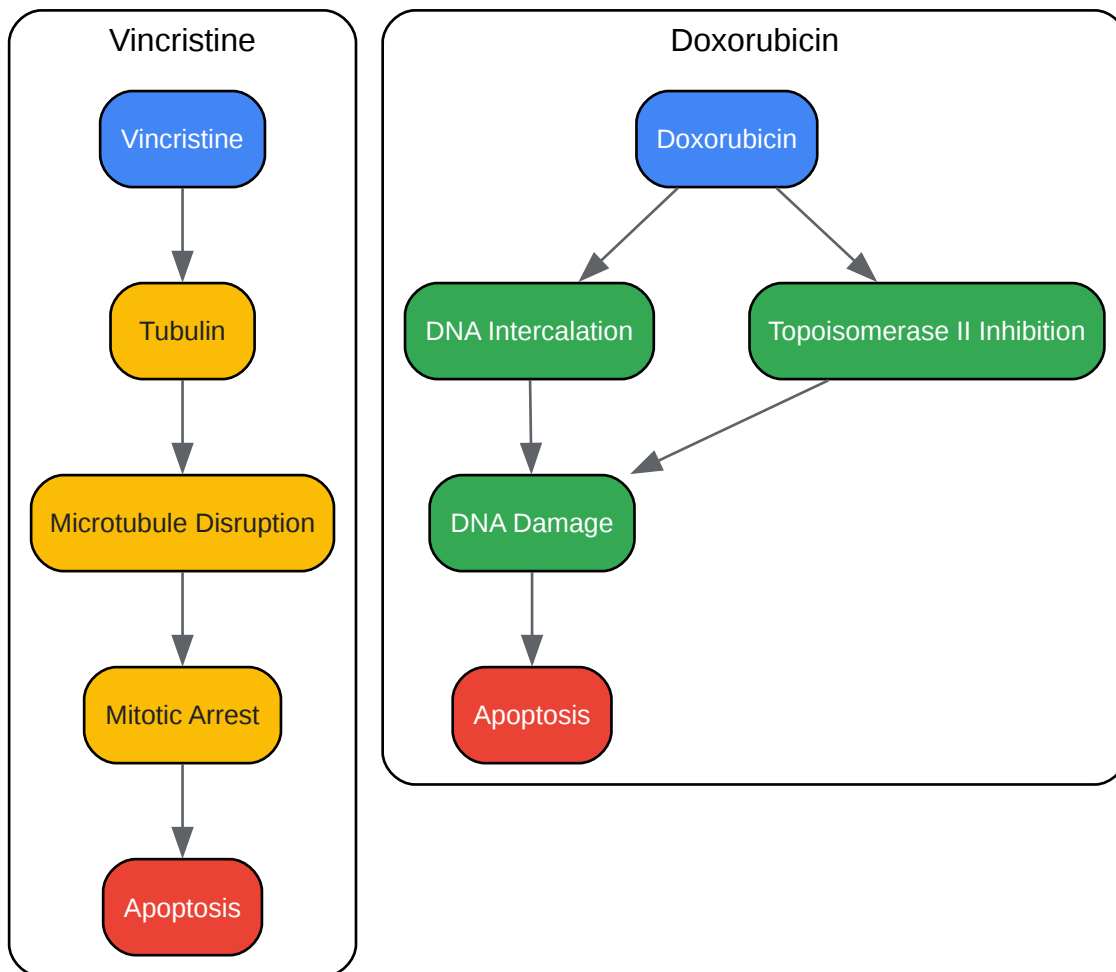 Vincristine
Vincristine
Tubulin
Microtubule Disruption
Mitotic Arrest
Apoptosis
Doxorubicin
Doxorubicin
DNA Intercalation
Topoisomerase II Inhibition
DNA Damage
Apoptosis